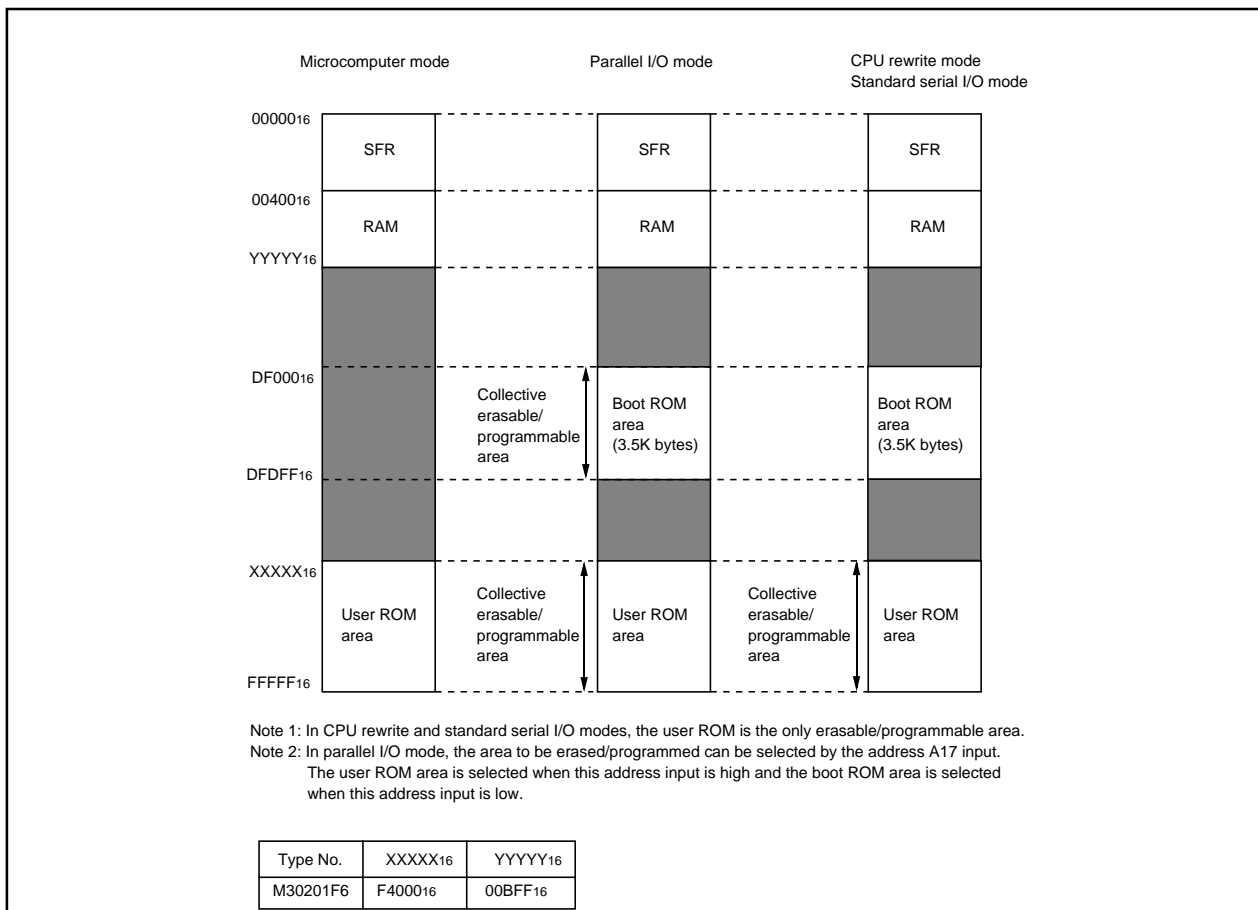 Microcomputer mode
Parallel I/O mode
CPU rewrite mode
Standard serial I/O mode
0000016
SFR
SFR
SFR
0040016
RAM
RAM
RAM
YYYYY16
DF00016
Collective
erasable/
programmable
area
Boot ROM
area
(3.5K bytes)
Boot ROM
area
(3.5K bytes)
DFDFF16
XXXXX16
User ROM
area
Collective
erasable/
programmable
area
User ROM
area
Collective
erasable/
programmable
area
User ROM
area
FFFFF16
Note 1: In CPU rewrite and standard serial I/O modes, the user ROM is the only erasable/programmable area.
Note 2: In parallel I/O mode, the area to be erased/programmed can be selected by the address A17 input.
The user ROM area is selected when this address input is high and the boot ROM area is selected
when this address input is low.
Type No. XXXXX16 YYYYY16
M30201F6 F400016 00BFF16